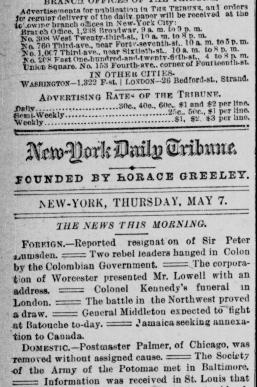 BRANCH OFFICES OF THE TRIBUNE.
Advertisements for publication in THE TRIBUNE, and orders
for regular delivery of the daily paper will be received at the
following branch offices in New-York City:
Branch Office, 1,238 Broadway, 9 a. m. to 9 p. m.
No. 308 West Twenty-third-st., 10 a. m. to 8 p. m.
No. 760 Third-ave., near Forty-seventh-st. 10 a. m. to 8 p. m.
No. 1,007 Third-ave., near Sixtieth-st. 10 a. m. to 8 p. m.
No. 208 East One-hundred-and-twenty-fifth-st. 4 to 8 p. m.
Union Square, No. 153 Fourth-ave. corner of Fourteenth-st.
IN OTHER CITIES.
WASHINGTON—1,322 F-st. | LONDON—26 Bedford-st., Strand.
ADVERTISING RATES OF THE TRIBUNE.
Daily 30c., 40c., 60c., $1 and $2 per line.
Semi-Weekly 25c., 50c., $1 per line.
Weekly $1, $2, $3 per line.
New-York Daily Tribune.
FOUNDED BY HORACE GREELEY.
NEW-YORK, THURSDAY, MAY 7.
THE NEWS THIS MORNING.
FOREIGN.—Reported resignation of Sir Peter
Lumsden. Two rebel leaders hanged in Colon
by the Colombian Government. The corpora-
tion of Worcester presented Mr. Lowell with an
address. Colonel Kennedy's funeral in
London. The battle in the Northwest proved
a draw. General Middleton expected to fight
at Batouche to-day. Jamaica seeking annexa-
tion to Canada.
DOMESTIC.—Postmaster Palmer, of Chicago, was
removed without assigned cause. The Society
of the Army of the Potomac met in Baltimore.
Information was received in St. Louis that